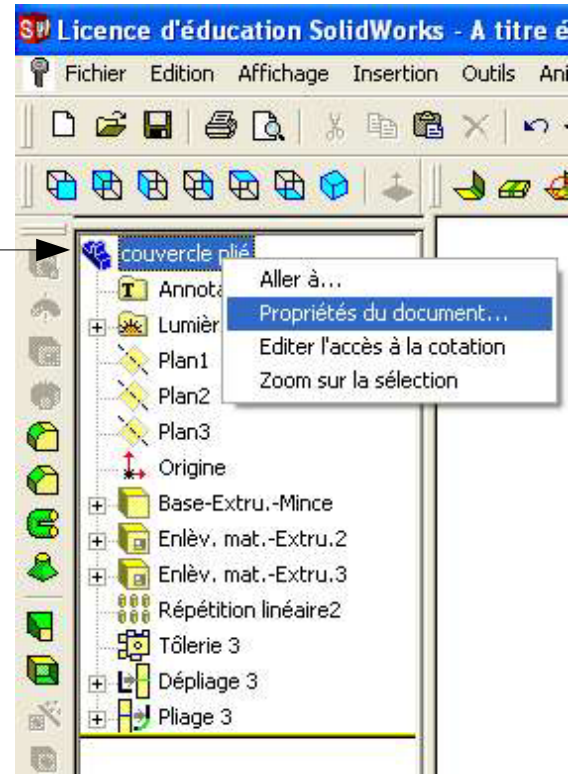 SW Licence d'éducation SolidWorks - A titre é
Fichier Edition Affichage Insertion Outils Ani
couvercle plié
Annota
Lumièr
Plan1
Plan2
Plan3
Origine
Base-Extru.-Mince
Enlèv. mat.-Extru.2
Enlèv. mat.-Extru.3
Répétition linéaire2
Tôlerie 3
Dépliage 3
Pliage 3
Aller à...
Propriétés du document...
Editer l'accès à la cotation
Zoom sur la sélection